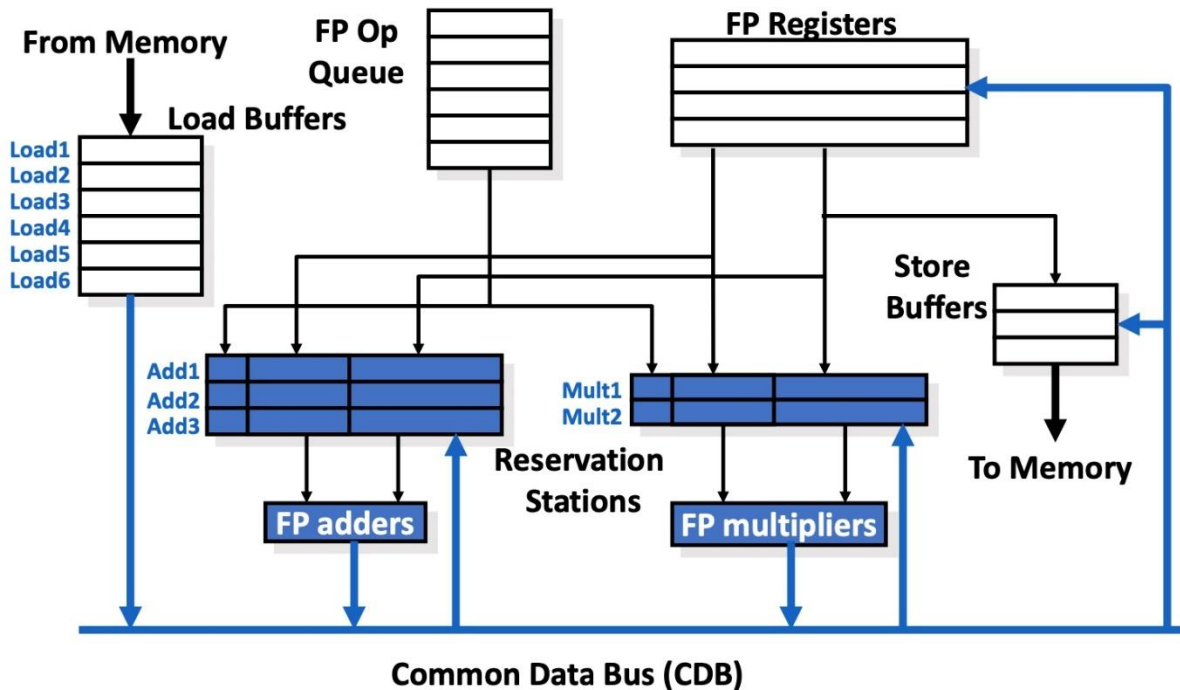 From Memory
FP Op
Queue
FP Registers
Load Buffers
Load1
Load2
Load3
Load4
Load5
Load6
Store
Buffers
Add1
Add2
Add3
Mult1
Mult2
Reservation
Stations
To Memory
FP adders
FP multipliers
Common Data Bus (CDB)